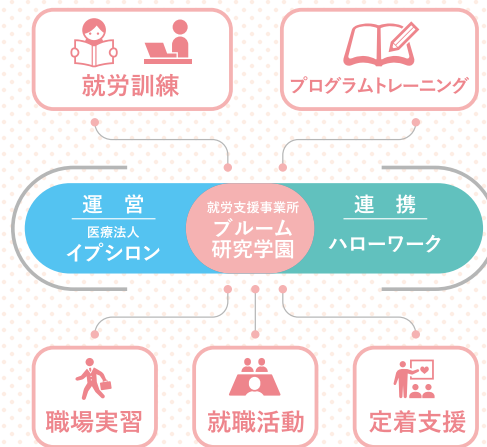 就労訓練
プログラムトレーニング
運営
医療法人
イプシロン
就労支援事業所
ブルーム
研究学園
連携
ハローワーク
職場実習
就職活動
定着支援